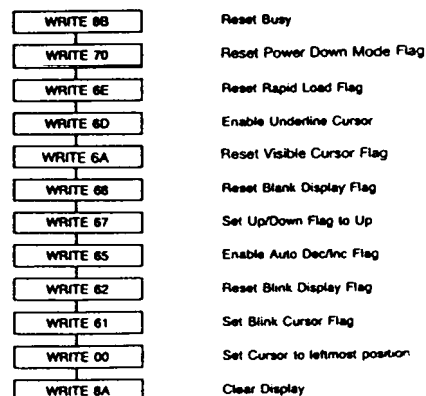 WRITE 8B Reset Busy
WRITE 70 Reset Power Down Mode Flag
WRITE 6E Reset Rapid Load Flag
WRITE 6D Enable Underline Cursor
WRITE 6A Reset Visible Cursor Flag
WRITE 68 Reset Blank Display Flag
WRITE 67 Set Up/Down Flag to Up
WRITE 65 Enable Auto Dec/Inc Flag
WRITE 62 Reset Blink Display Flag
WRITE 61 Set Blink Cursor Flag
WRITE 00 Set Cursor to leftmost position
WRITE 8A Clear Display